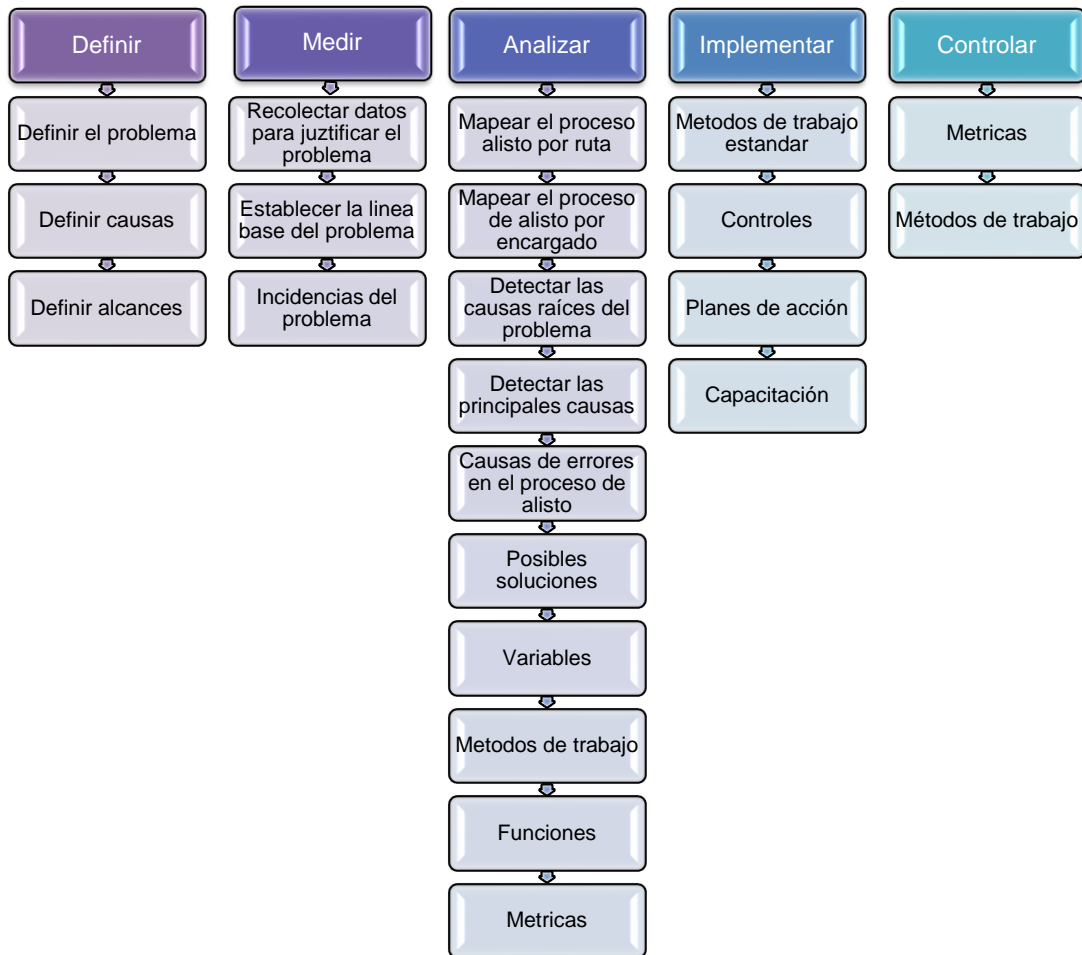 Definir
Definir el problema
Definir causas
Definir alcances
Medir
Recolectar datos
para juztificar el
problema
Establecer la linea
base del problema
Incidencias del
problema
Analizar
Mapear el proceso
alisto por ruta
Mapear el proceso
de alisto por
encargado
Detectar las
causas raíces del
problema
Detectar las
principales causas
Causas de errores
en el proceso de
alisto
Posibles
soluciones
Variables
Metodos de trabajo
Funciones
Metricas
Implementar
Metodos de trabajo
estandar
Controles
Planes de acción
Capacitación
Controlar
Metricas
Métodos de trabajo